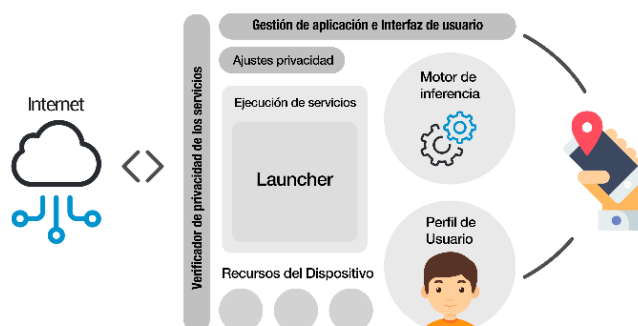 Gestión de aplicación e Interfaz de usuario
Verificador de privacidad de los servicios
Ajustes privacidad
Internet
Ejecución de servicios
Launcher
Motor de
inferencia
Recursos del Dispositivo
Perfil de
Usuario